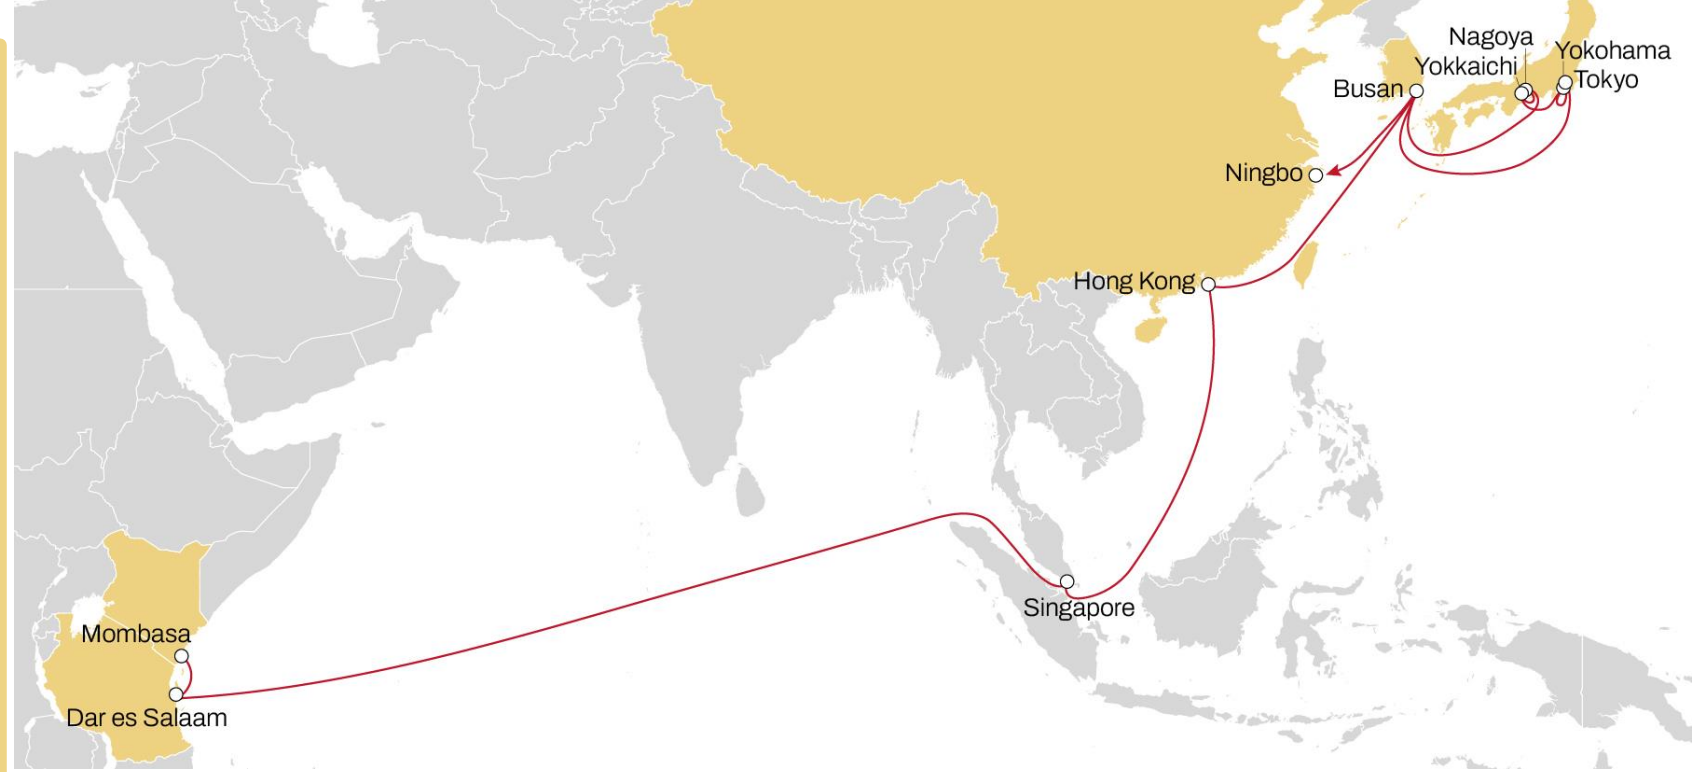 Nagoya
Yokohama
Yokkaichi
Tokyo
Busan
Ningbo
Hong Kong
Singapore
Mombasa
Dar es Salaam